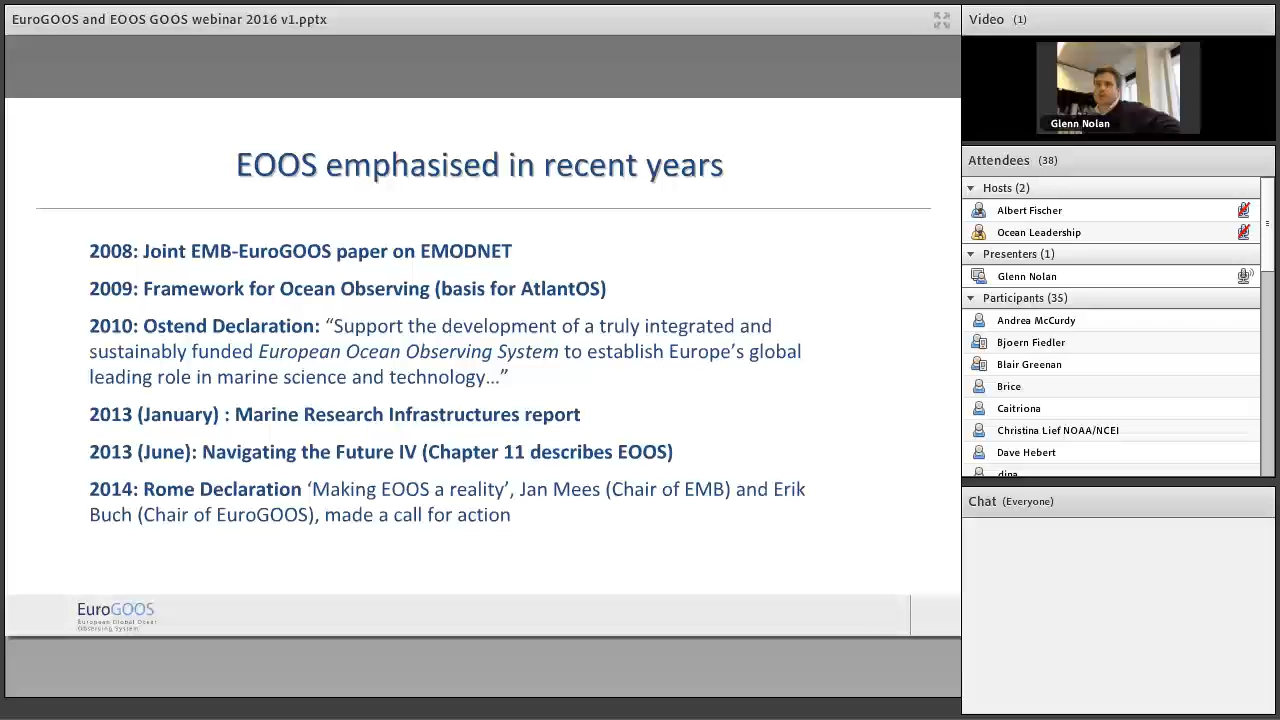 EuroGOOS and EOOS GOOS webinar 2016 v1.pptx
EOOS emphasised in recent years
2008: Joint EMB-EuroGOOS paper on EMODNET
2009: Framework for Ocean Observing (basis for AtlantOS)
2010: Ostend Declaration: “Support the development of a truly integrated and
sustainably funded European Ocean Observing System to establish Europe’s global
leading role in marine science and technology…”
2013 (January) : Marine Research Infrastructures report
2013 (June): Navigating the Future IV (Chapter 11 describes EOOS)
2014: Rome Declaration ‘Making EOOS a reality’, Jan Mees (Chair of EMB) and Erik
Buch (Chair of EuroGOOS), made a call for action
EuroGOOS
European Global Ocean
Observing System
Video (1)
Glenn Nolan
Attendees (38)
Hosts (2)
Albert Fischer
Ocean Leadership
Presenters (1)
Glenn Nolan
Participants (35)
Andrea McCurdy
Bjoern Fiedler
Blair Greenan
Brice
Caitriona
Christina Lief NOAA/NCEI
Dave Hebert
dina
Chat (Everyone)